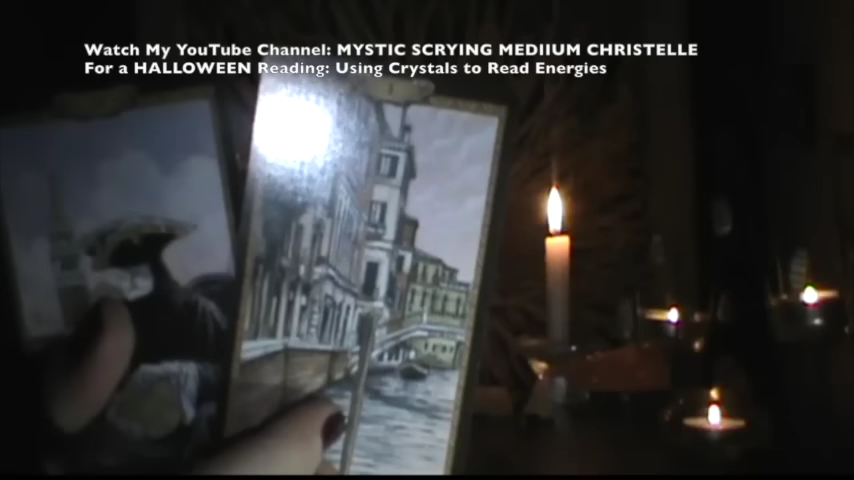 Watch My YouTube Channel: MYSTIC SCRYING MEDIIUM CHRISTELLE
For a HALLOWEEN Reading: Using Crystals to Read Energies